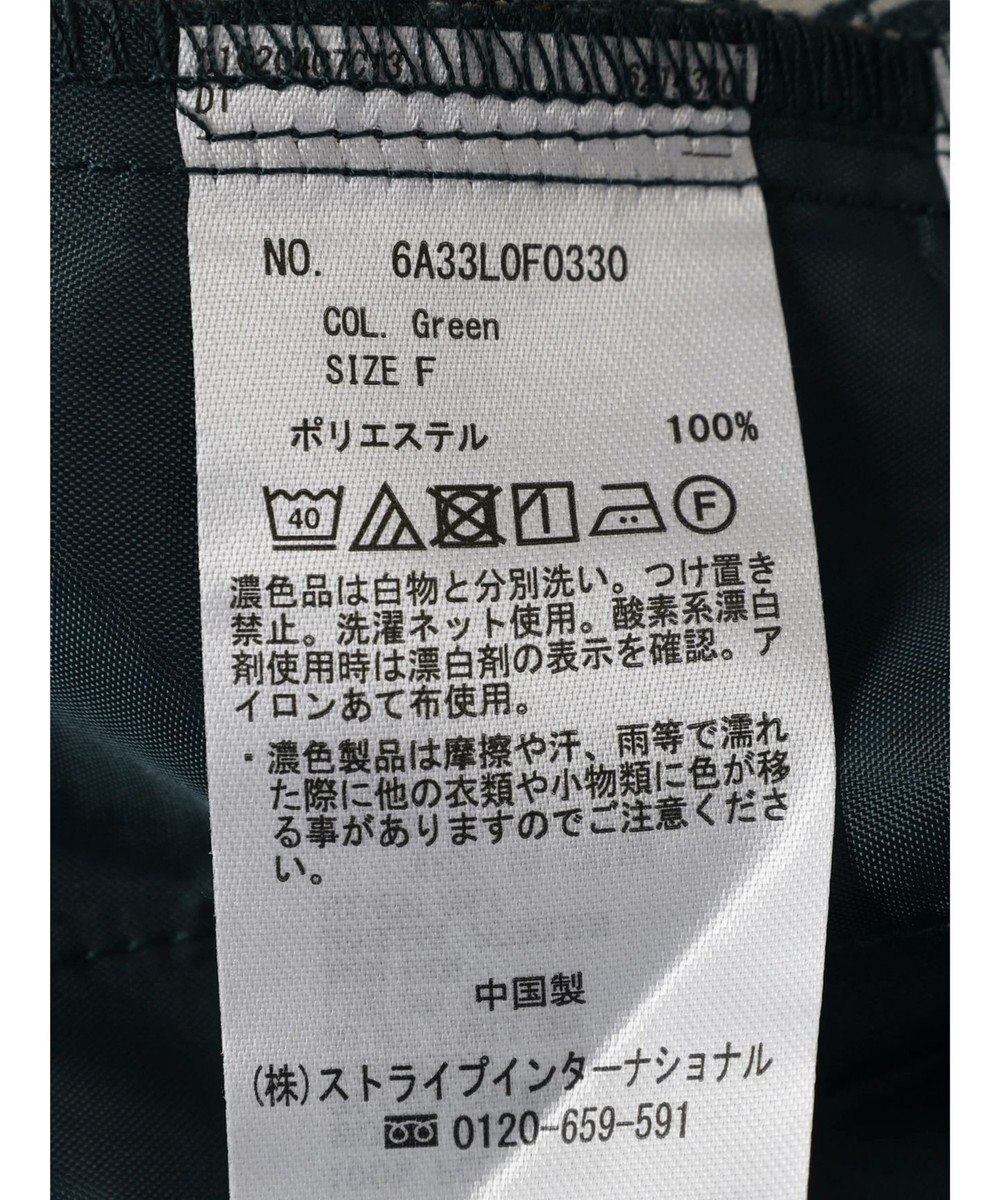 DT
NO. 6A33L0F0330
COL. Green
SIZE F
ポリエステル 100%
40 F
濃色品は白物と分別洗い。つけ置き
禁止。洗濯ネット使用。酸素系漂白
剤使用時は漂白剤の表示を確認。ア
イロンあて布使用。
・濃色製品は摩擦や汗、雨等で濡れ
た際に他の衣類や小物類に色が移
る事がありますのでご注意くださ
い。
中国製
(株)ストライプインターナショナル
0120-659-591